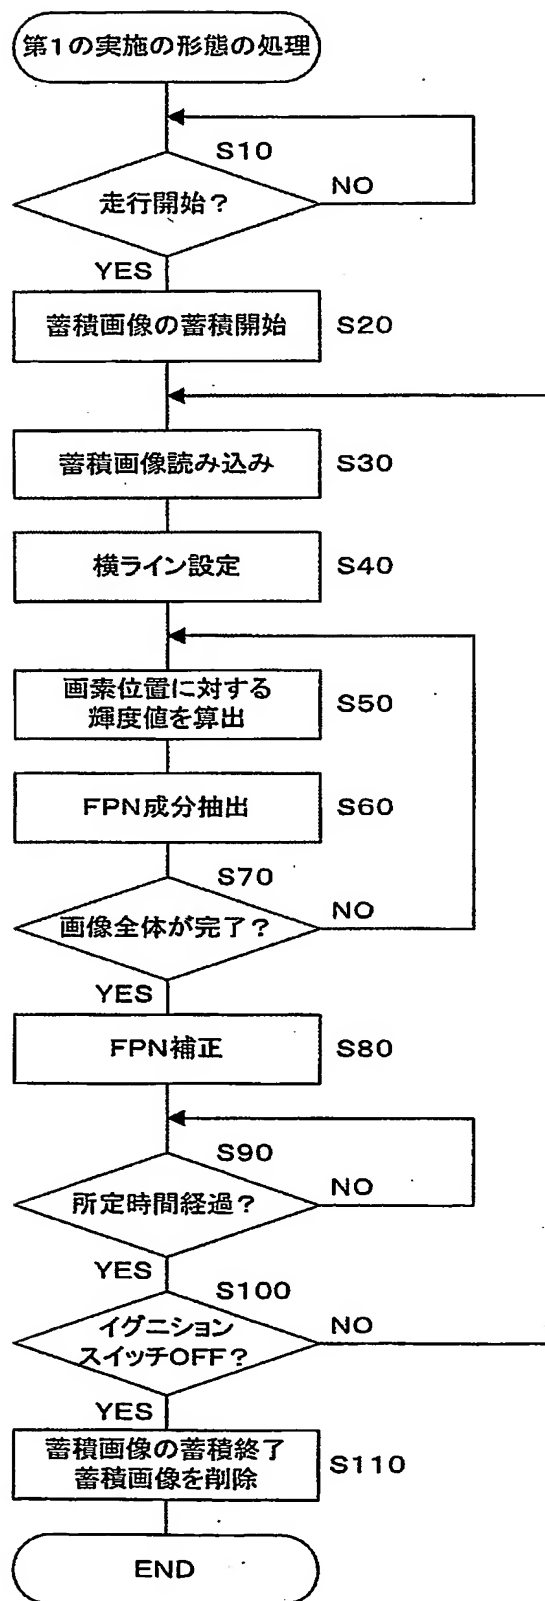 第1の実施の形態の処理
S10
走行開始?
NO
YES
蓄積画像の蓄積開始
S20
蓄積画像読み込み
S30
横ライン設定
S40
画素位置に対する
輝度値を算出
S50
FPN成分抽出
S60
S70
画像全体が完了?
NO
YES
FPN補正
S80
S90
所定時間経過?
NO
YES
S100
イグニション
スイッチOFF?
NO
YES
蓄積画像の蓄積終了
蓄積画像を削除
S110
END